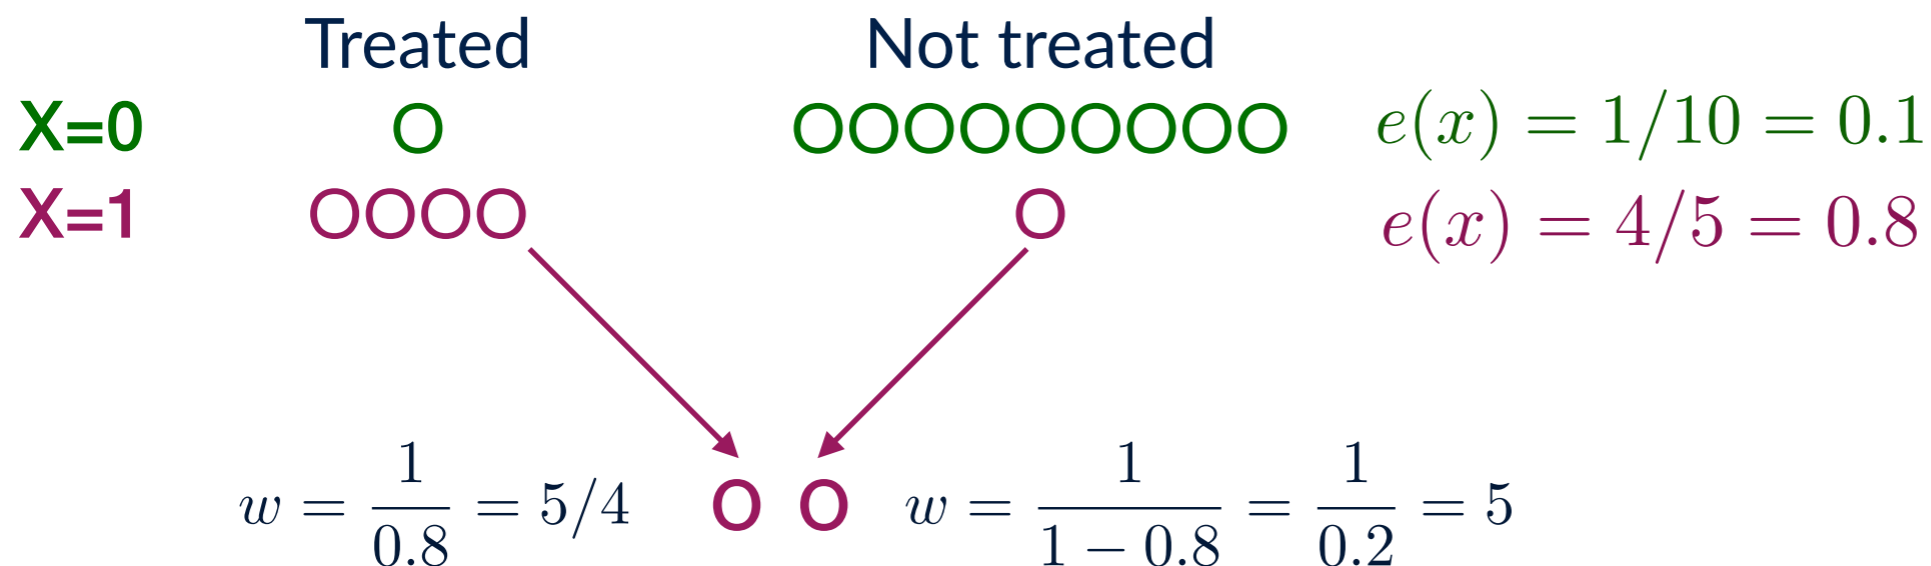 Treated Not treated
X=0 O OOOOOOOOO e(x) = 1/10 = 0.1
X=1 OOOO O e(x) = 4/5 = 0.8
w = 1/0.8 = 5/4 O O w = 1/(1 − 0.8) = 1/0.2 = 5